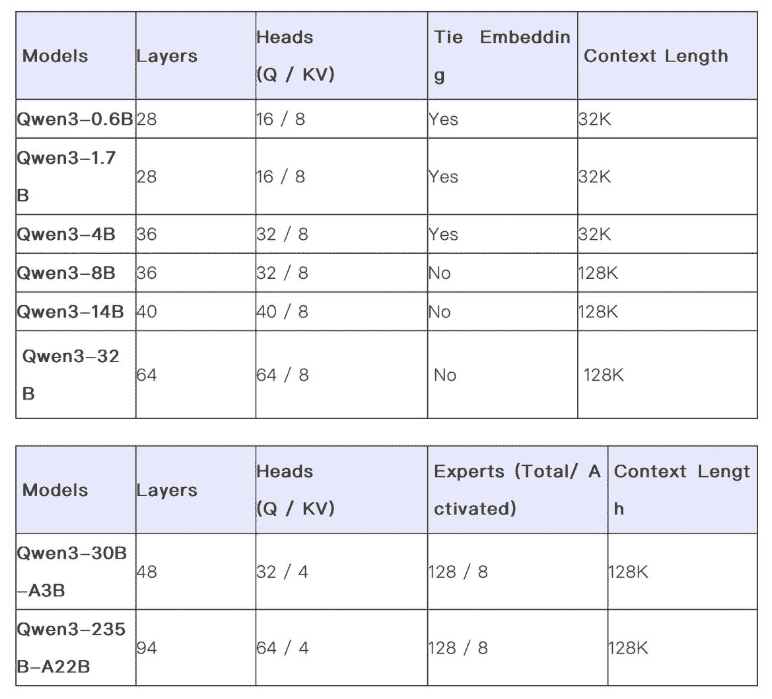 Models Layers Heads (Q / KV) Tie Embeddin g Context Length
Qwen3-0.6B 28 16 / 8 Yes 32K
Qwen3-1.7 B 28 16 / 8 Yes 32K
Qwen3-4B 36 32 / 8 Yes 32K
Qwen3-8B 36 32 / 8 No 128K
Qwen3-14B 40 40 / 8 No 128K
Qwen3-32 B 64 64 / 8 No 128K
Models Layers Heads (Q / KV) Experts (Total/ A ctivated) Context Lengt h
Qwen3-30B -A3B 48 32 / 4 128 / 8 128K
Qwen3-235 B-A22B 94 64 / 4 128 / 8 128K